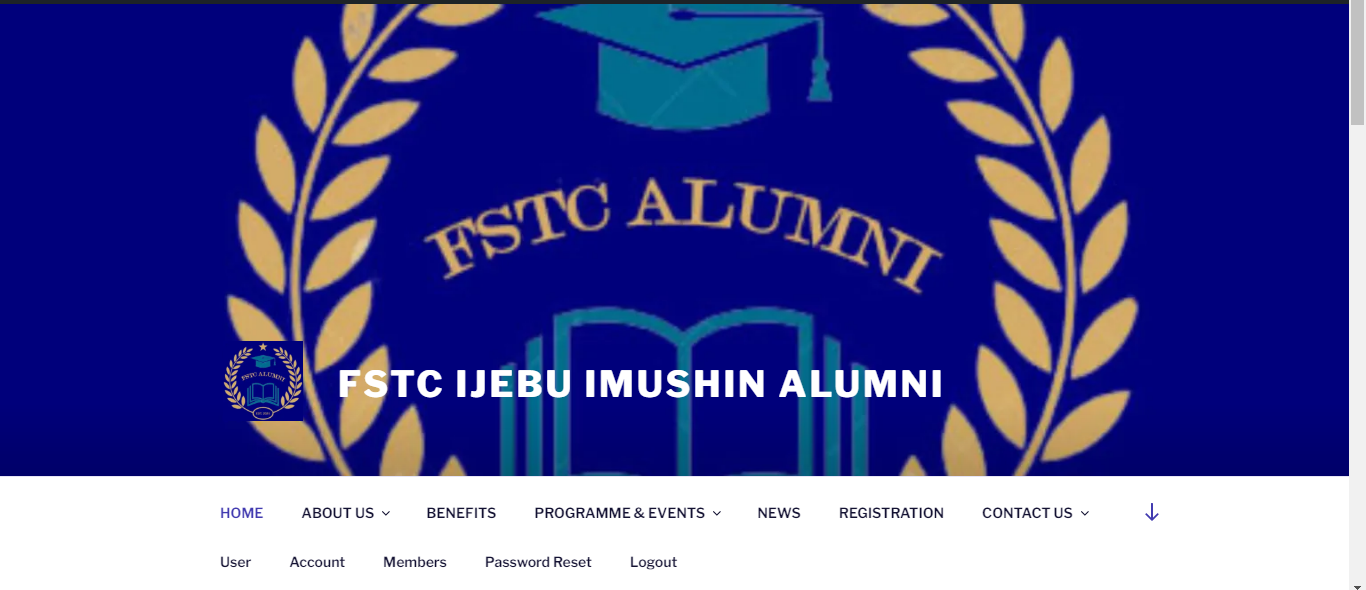 FSTC ALUMNI
FSTC ALUMNI
FSTC IJEBU IMUSHIN ALUMNI
HOME ABOUT US BENEFITS PROGRAMME & EVENTS NEWS REGISTRATION CONTACT US
User Account Members Password Reset Logout